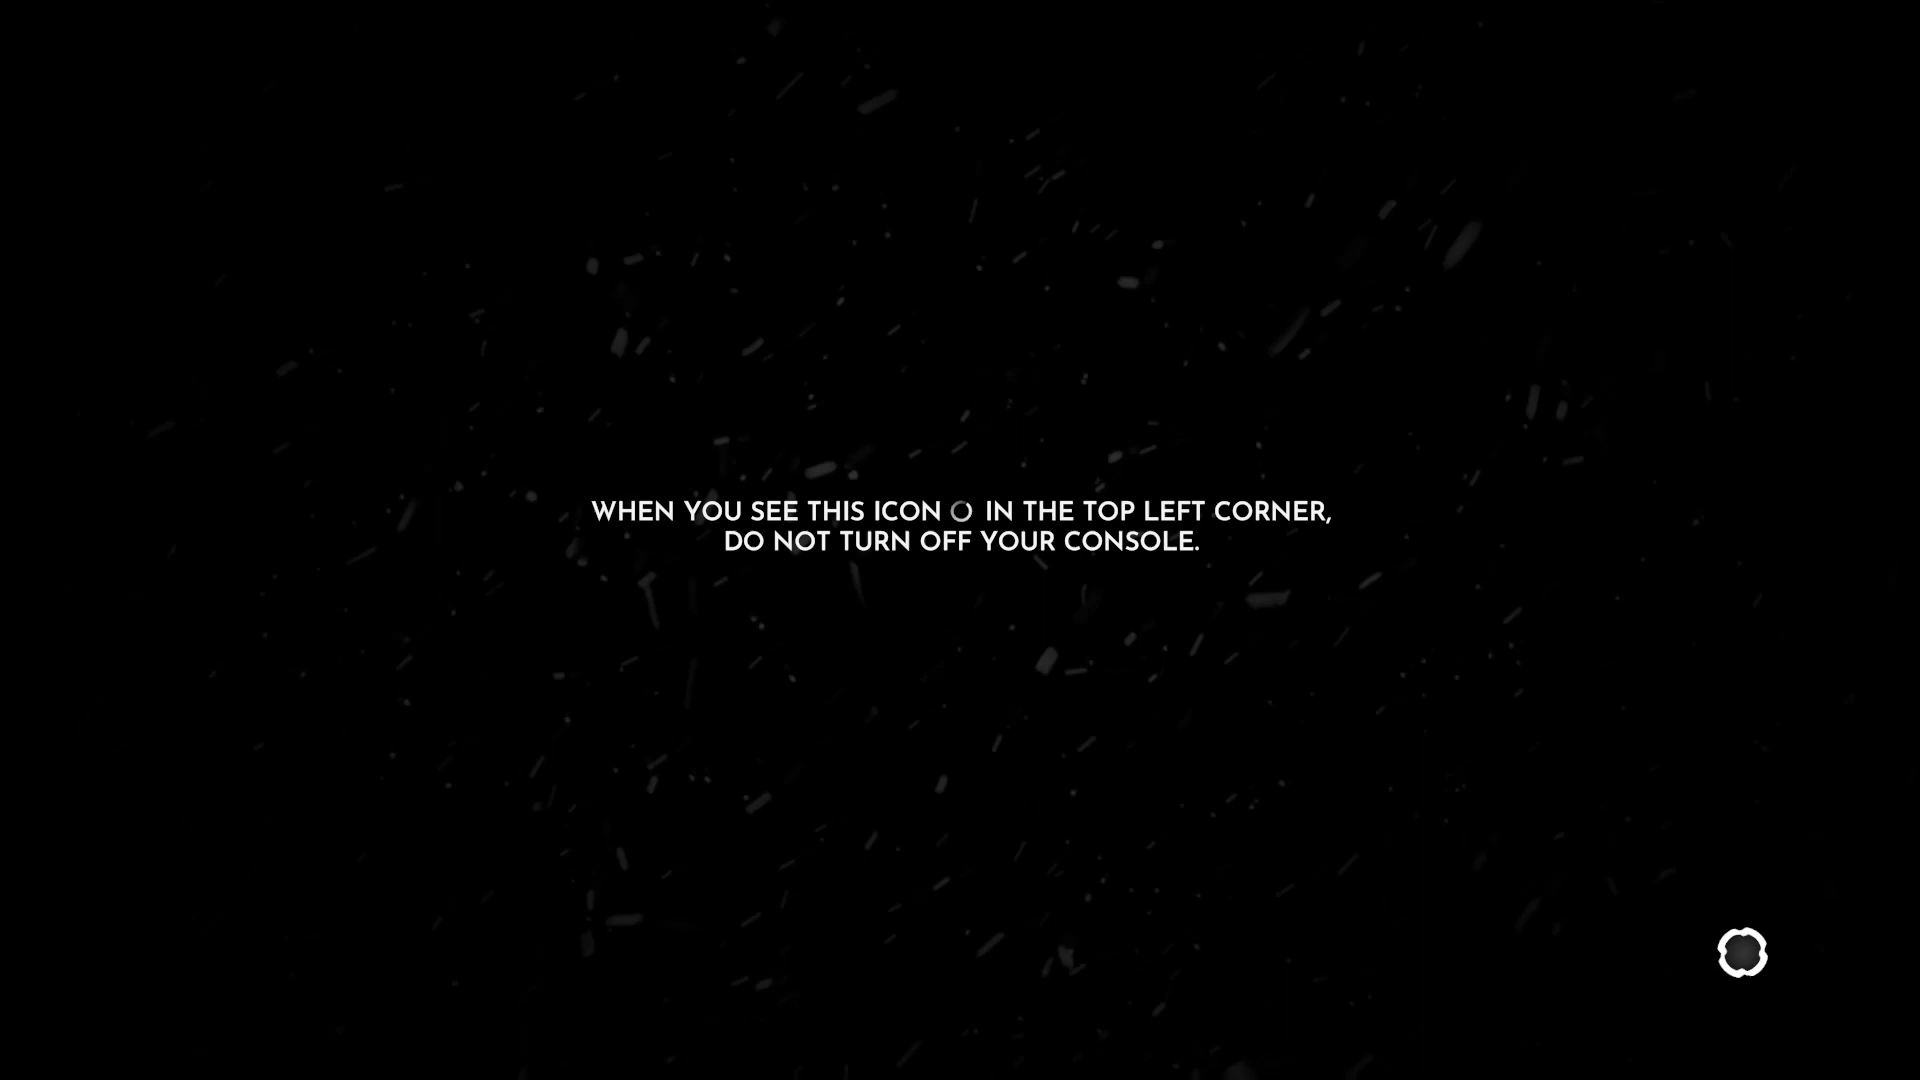 WHEN YOU SEE THIS ICON IN THE TOP LEFT CORNER,
DO NOT TURN OFF YOUR CONSOLE.